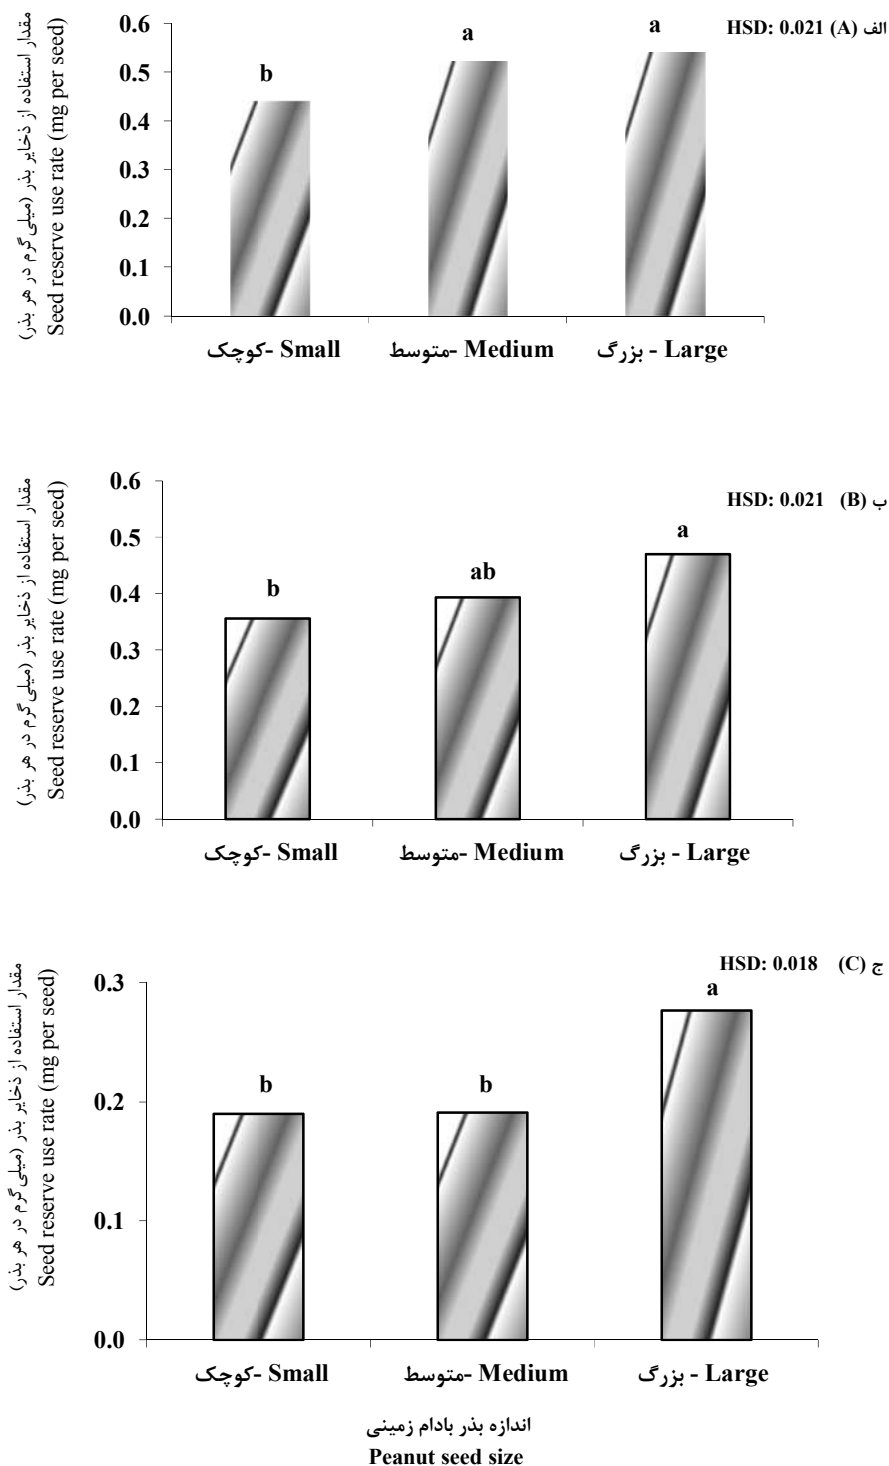 الف (A) HSD: 0.021
مقدار استفاده از ذخایر بذر (میلی‌گرم در هر بذر)
Seed reserve use rate (mg per seed)
0.6
0.5
0.4
0.3
0.2
0.1
0.0
b
a
a
کوچک- Small
متوسط- Medium
بزرگ - Large
ب (B) HSD: 0.021
مقدار استفاده از ذخایر بذر (میلی‌گرم در هر بذر)
Seed reserve use rate (mg per seed)
0.6
0.5
0.4
0.3
0.2
0.1
0.0
b
ab
a
کوچک- Small
متوسط- Medium
بزرگ - Large
ج (C) HSD: 0.018
مقدار استفاده از ذخایر بذر (میلی‌گرم در هر بذر)
Seed reserve use rate (mg per seed)
0.3
0.2
0.1
0.0
b
b
a
کوچک- Small
متوسط- Medium
بزرگ - Large
اندازه بذر بادام زمینی
Peanut seed size